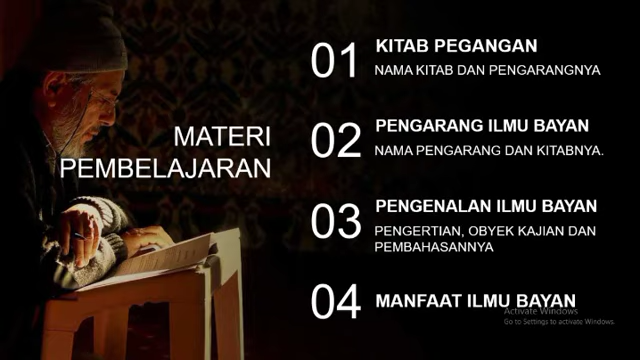 MATERI
PEMBELAJARAN
01
KITAB PEGANGAN
NAMA KITAB DAN PENGARANGNYA
02
PENGARANG ILMU BAYAN
NAMA PENGARANG DAN KITABNYA.
03
PENGENALAN ILMU BAYAN
PENGERTIAN, OBYEK KAJIAN DAN
PEMBAHASANNYA
04
MANFAAT ILMU BAYAN
Activate Windows
Go to Settings to activate Windows.